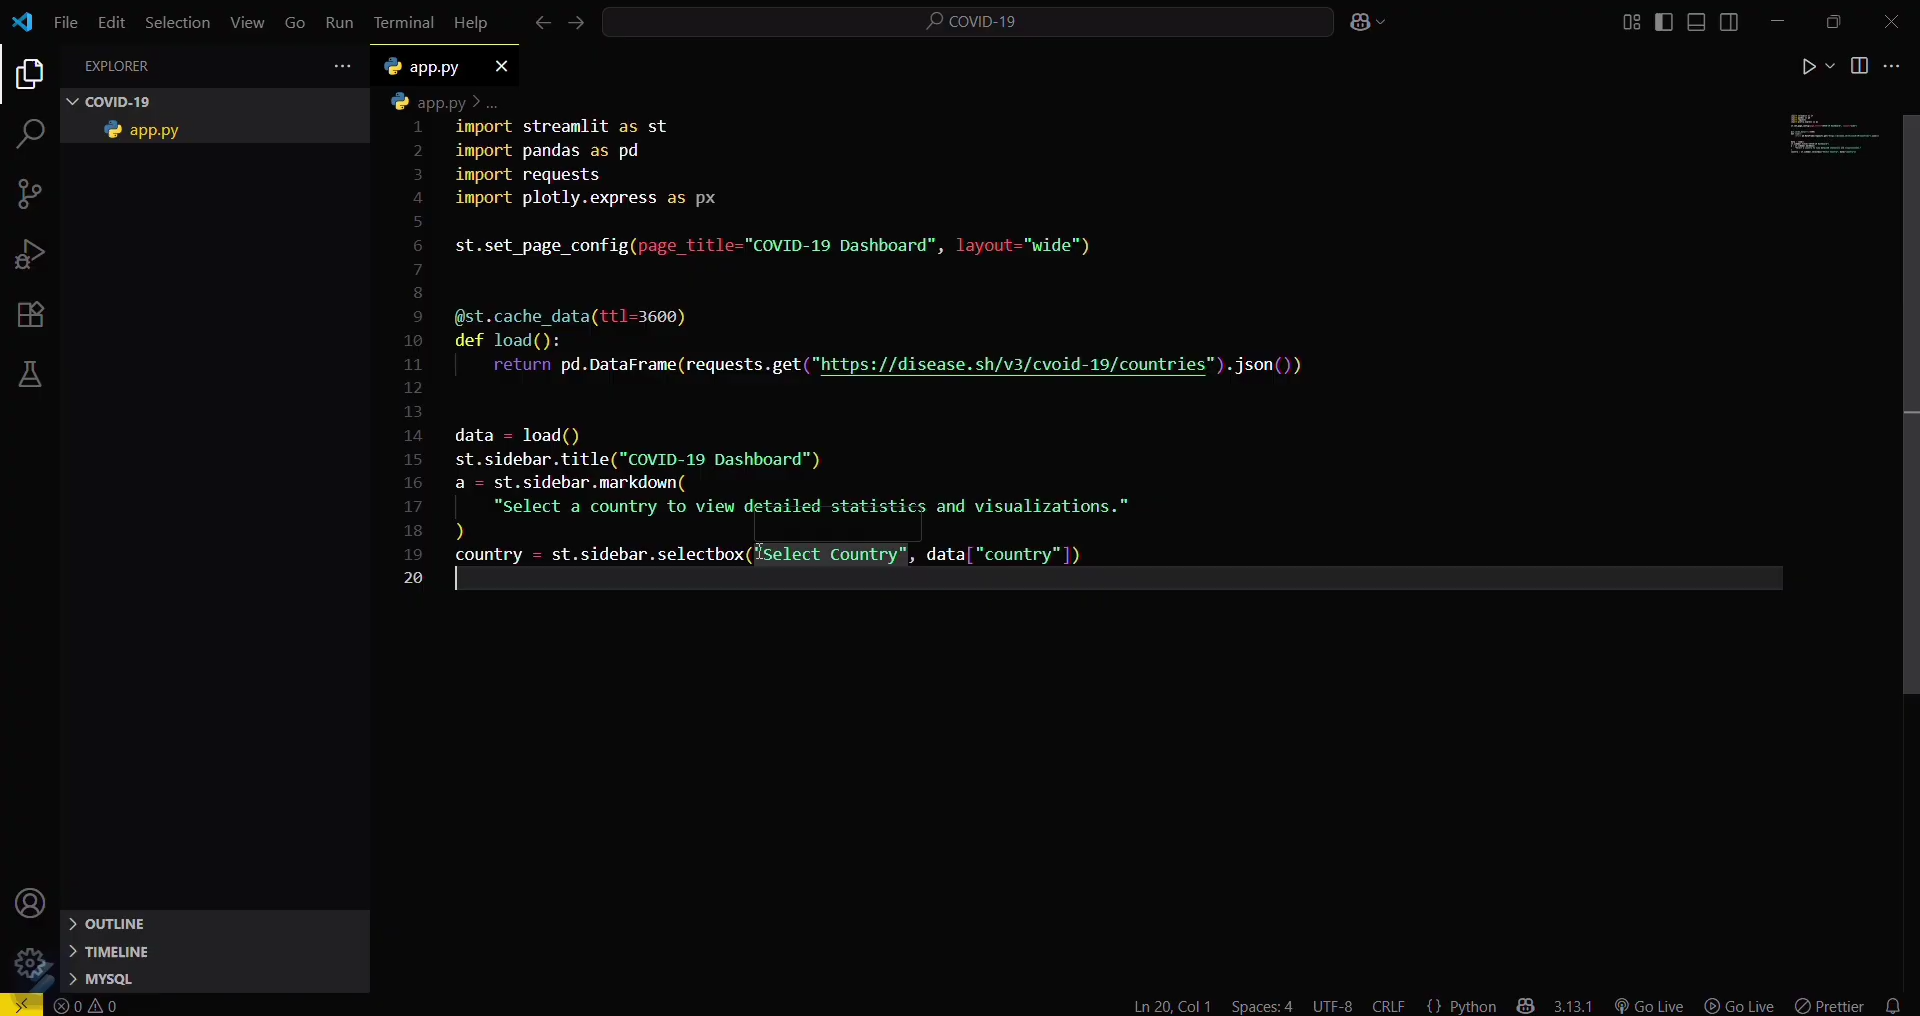 File Edit Selection View Go Run Terminal Help
COVID-19
EXPLORER
COVID-19
app.py
app.py
app.py > ...
1 import streamlit as st
2 import pandas as pd
3 import requests
4 import plotly.express as px
5
6 st.set_page_config(page_title="COVID-19 Dashboard", layout="wide")
7
8
9 @st.cache_data(ttl=3600)
10 def load():
11 return pd.DataFrame(requests.get("https://disease.sh/v3/cvoid-19/countries").json())
12
13
14 data = load()
15 st.sidebar.title("COVID-19 Dashboard")
16 a = st.sidebar.markdown(
17 "Select a country to view detailed statistics and visualizations."
18 )
19 country = st.sidebar.selectbox("Select Country", data["country"])
20
OUTLINE
TIMELINE
MYSQL
0 0 Ln 20, Col 1 Spaces: 4 UTF-8 CRLF {} Python 3.13.1 Go Live Go Live Prettier